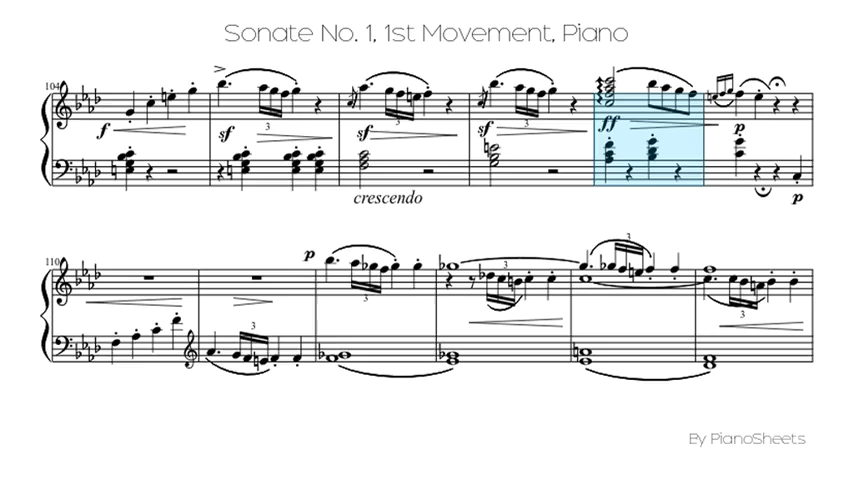 Sonate No. 1, 1st Movement, Piano
104
f sf 3 sf 3 sf 3 ff p
crescendo p
110
p 3 3 3
3 3
By PianoSheets